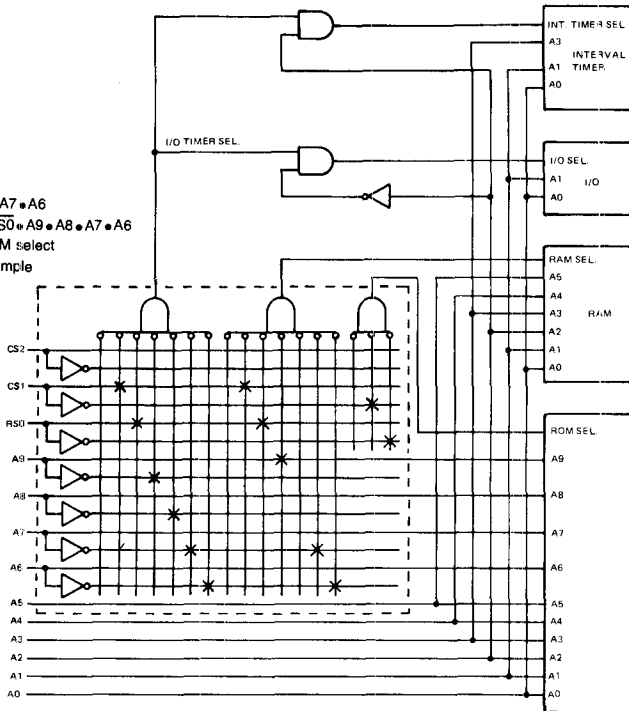 INT. TIMER SEL
A3
INTERVAL
A1 TIMER
A0
I/O TIMER SEL.
I/O SEL.
A1 I/O
A0
A7 • A6
S0 • A9 • A8 • A7 • A6
M select
mple
RAM SEL.
A5
A4
A3 RAM
A2
A1
A0
CS2
CS1
RS0
A9
A8
A7
A6
A5
A4
A3
A2
A1
A0
ROM SEL.
A9
A8
A7
A6
A5
A4
A3
A2
A1
A0